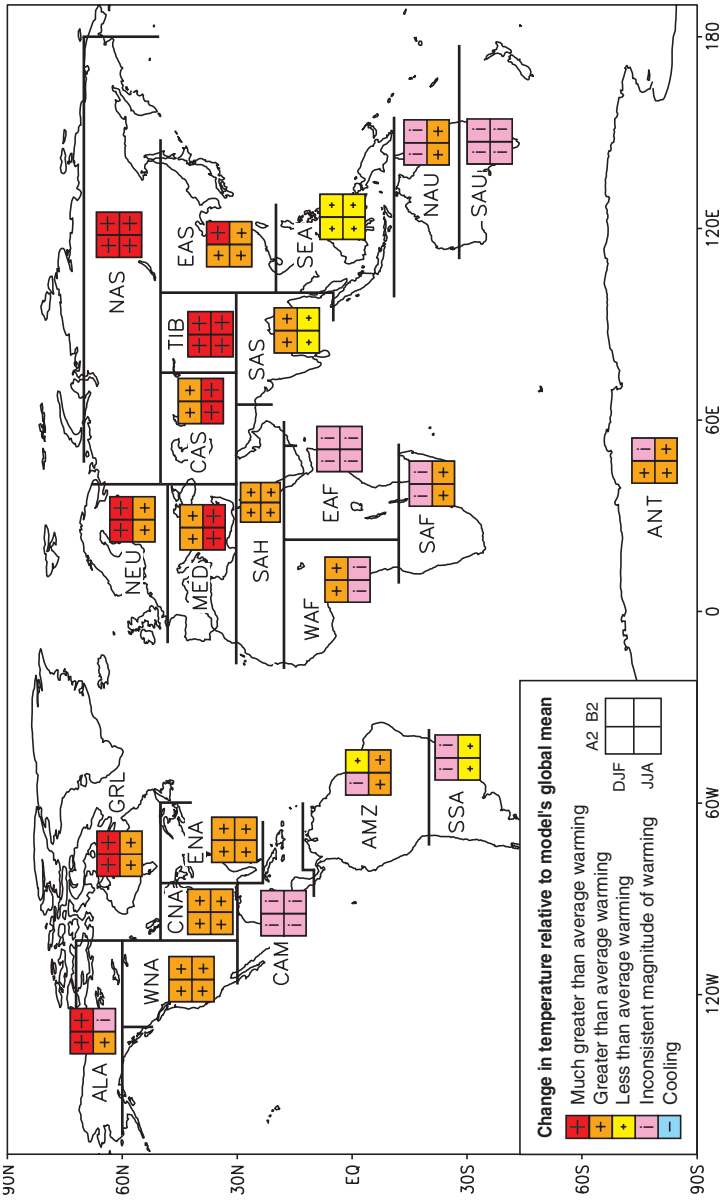 90N
60N
30N
EQ
30S
60S
90S
120W
60W
0
60E
120E
180
ALA
GRL
WNA
CNA
ENA
CAM
AMZ
SSA
NEU
MED
SAH
WAF
EAF
SAF
CAS
TIB
NAS
EAS
SAS
SEA
NAU
SAU
ANT
Change in temperature relative to model's global mean
+ Much greater than average warming
+ Greater than average warming
+ Less than average warming
i Inconsistent magnitude of warming
− Cooling
A2 B2
DJF
JJA